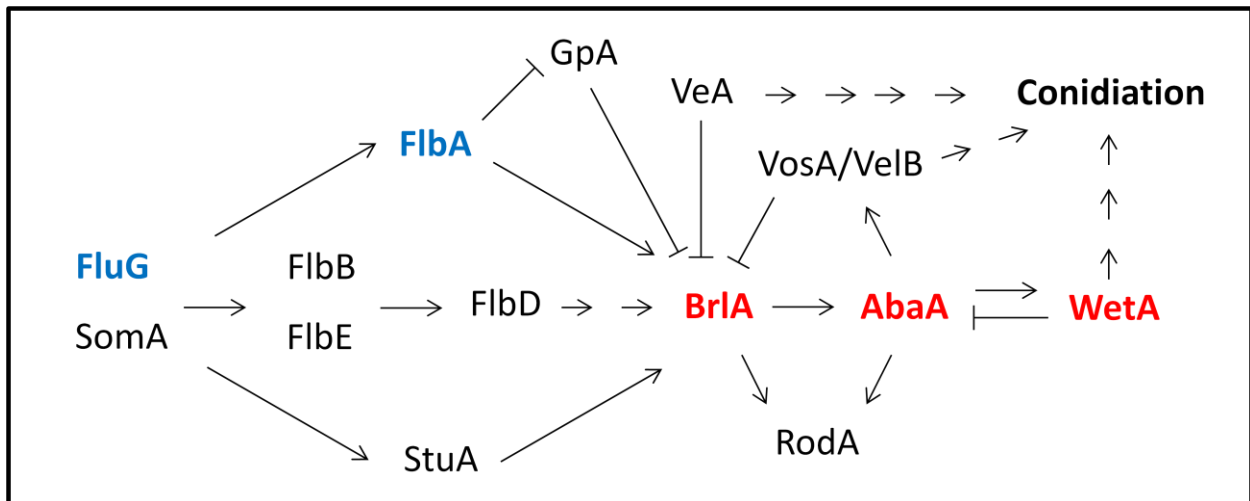 GpA
VeA
Conidiation
FlbA
VosA/VelB
FluG
FlbB
FlbD
BrlA
AbaA
WetA
SomA
FlbE
RodA
StuA